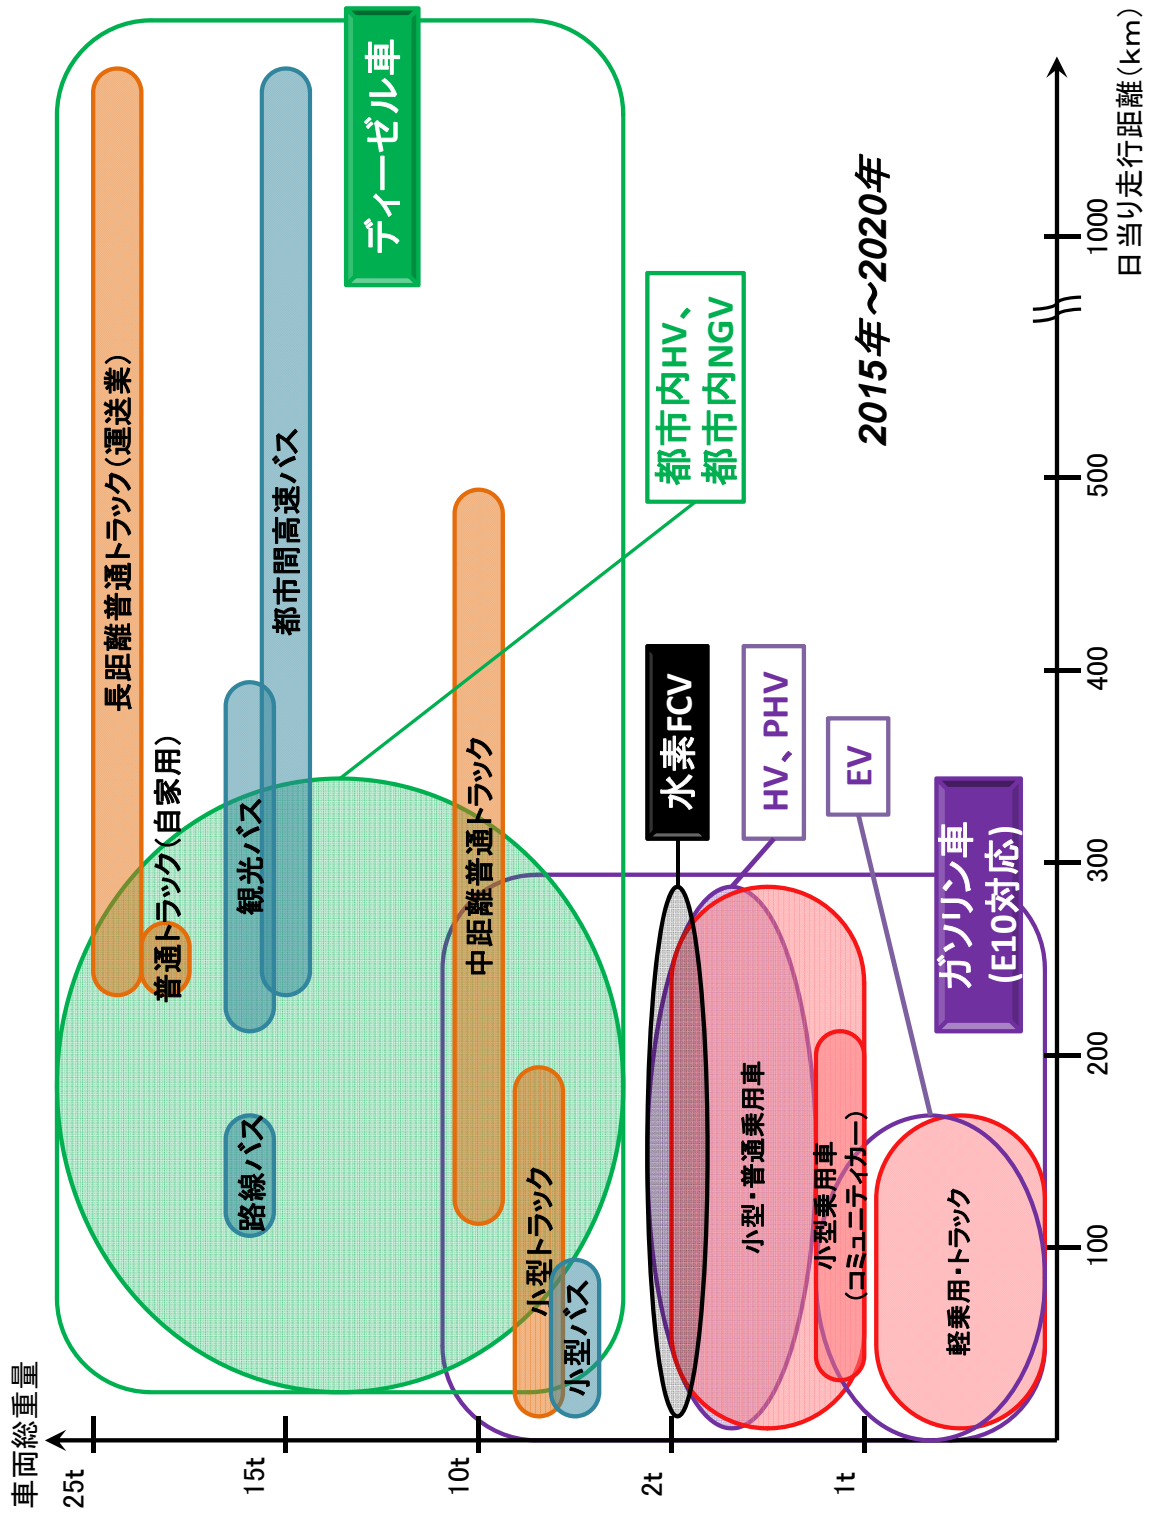 車両総重量
25t
15t
10t
2t
1t
長距離普通トラック(運送業)
普通トラック(自家用)
観光バス
都市間高速バス
路線バス
中距離普通トラック
小型トラック
小型バス
ディーゼル車
都市内HV、
都市内NGV
水素FCV
HV、PHV
EV
小型・普通乗用車
小型乗用車
(コミュニティカー)
軽乗用・トラック
ガソリン車
(E10対応)
2015年～2020年
100
200
300
400
500
1000
日当り走行距離(km)